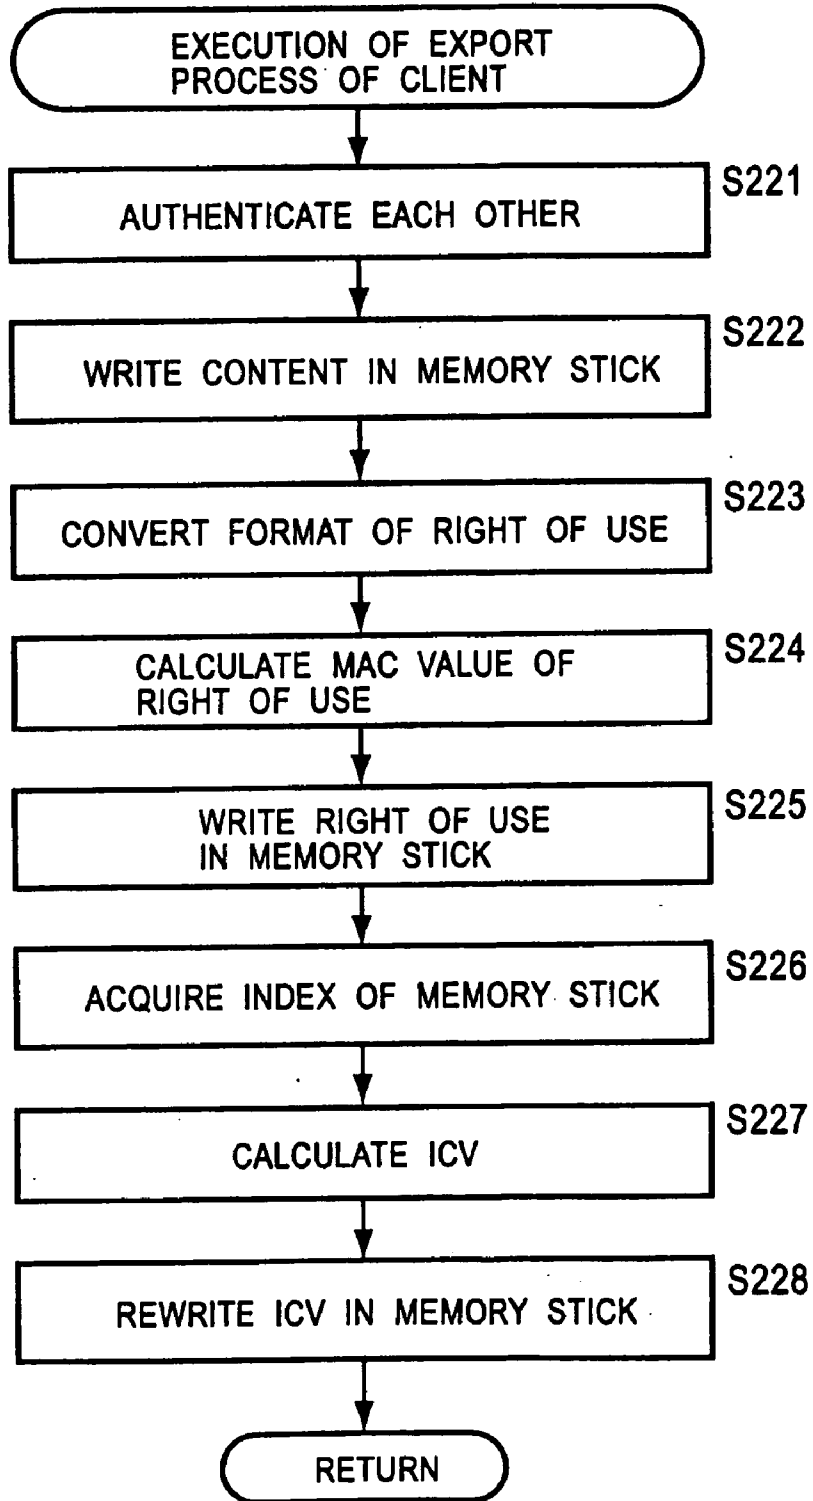 EXECUTION OF EXPORT
PROCESS OF CLIENT
S221
AUTHENTICATE EACH OTHER
S222
WRITE CONTENT IN MEMORY STICK
S223
CONVERT FORMAT OF RIGHT OF USE
S224
CALCULATE MAC VALUE OF
RIGHT OF USE
S225
WRITE RIGHT OF USE
IN MEMORY STICK
S226
ACQUIRE INDEX OF MEMORY STICK
S227
CALCULATE ICV
S228
REWRITE ICV IN MEMORY STICK
RETURN